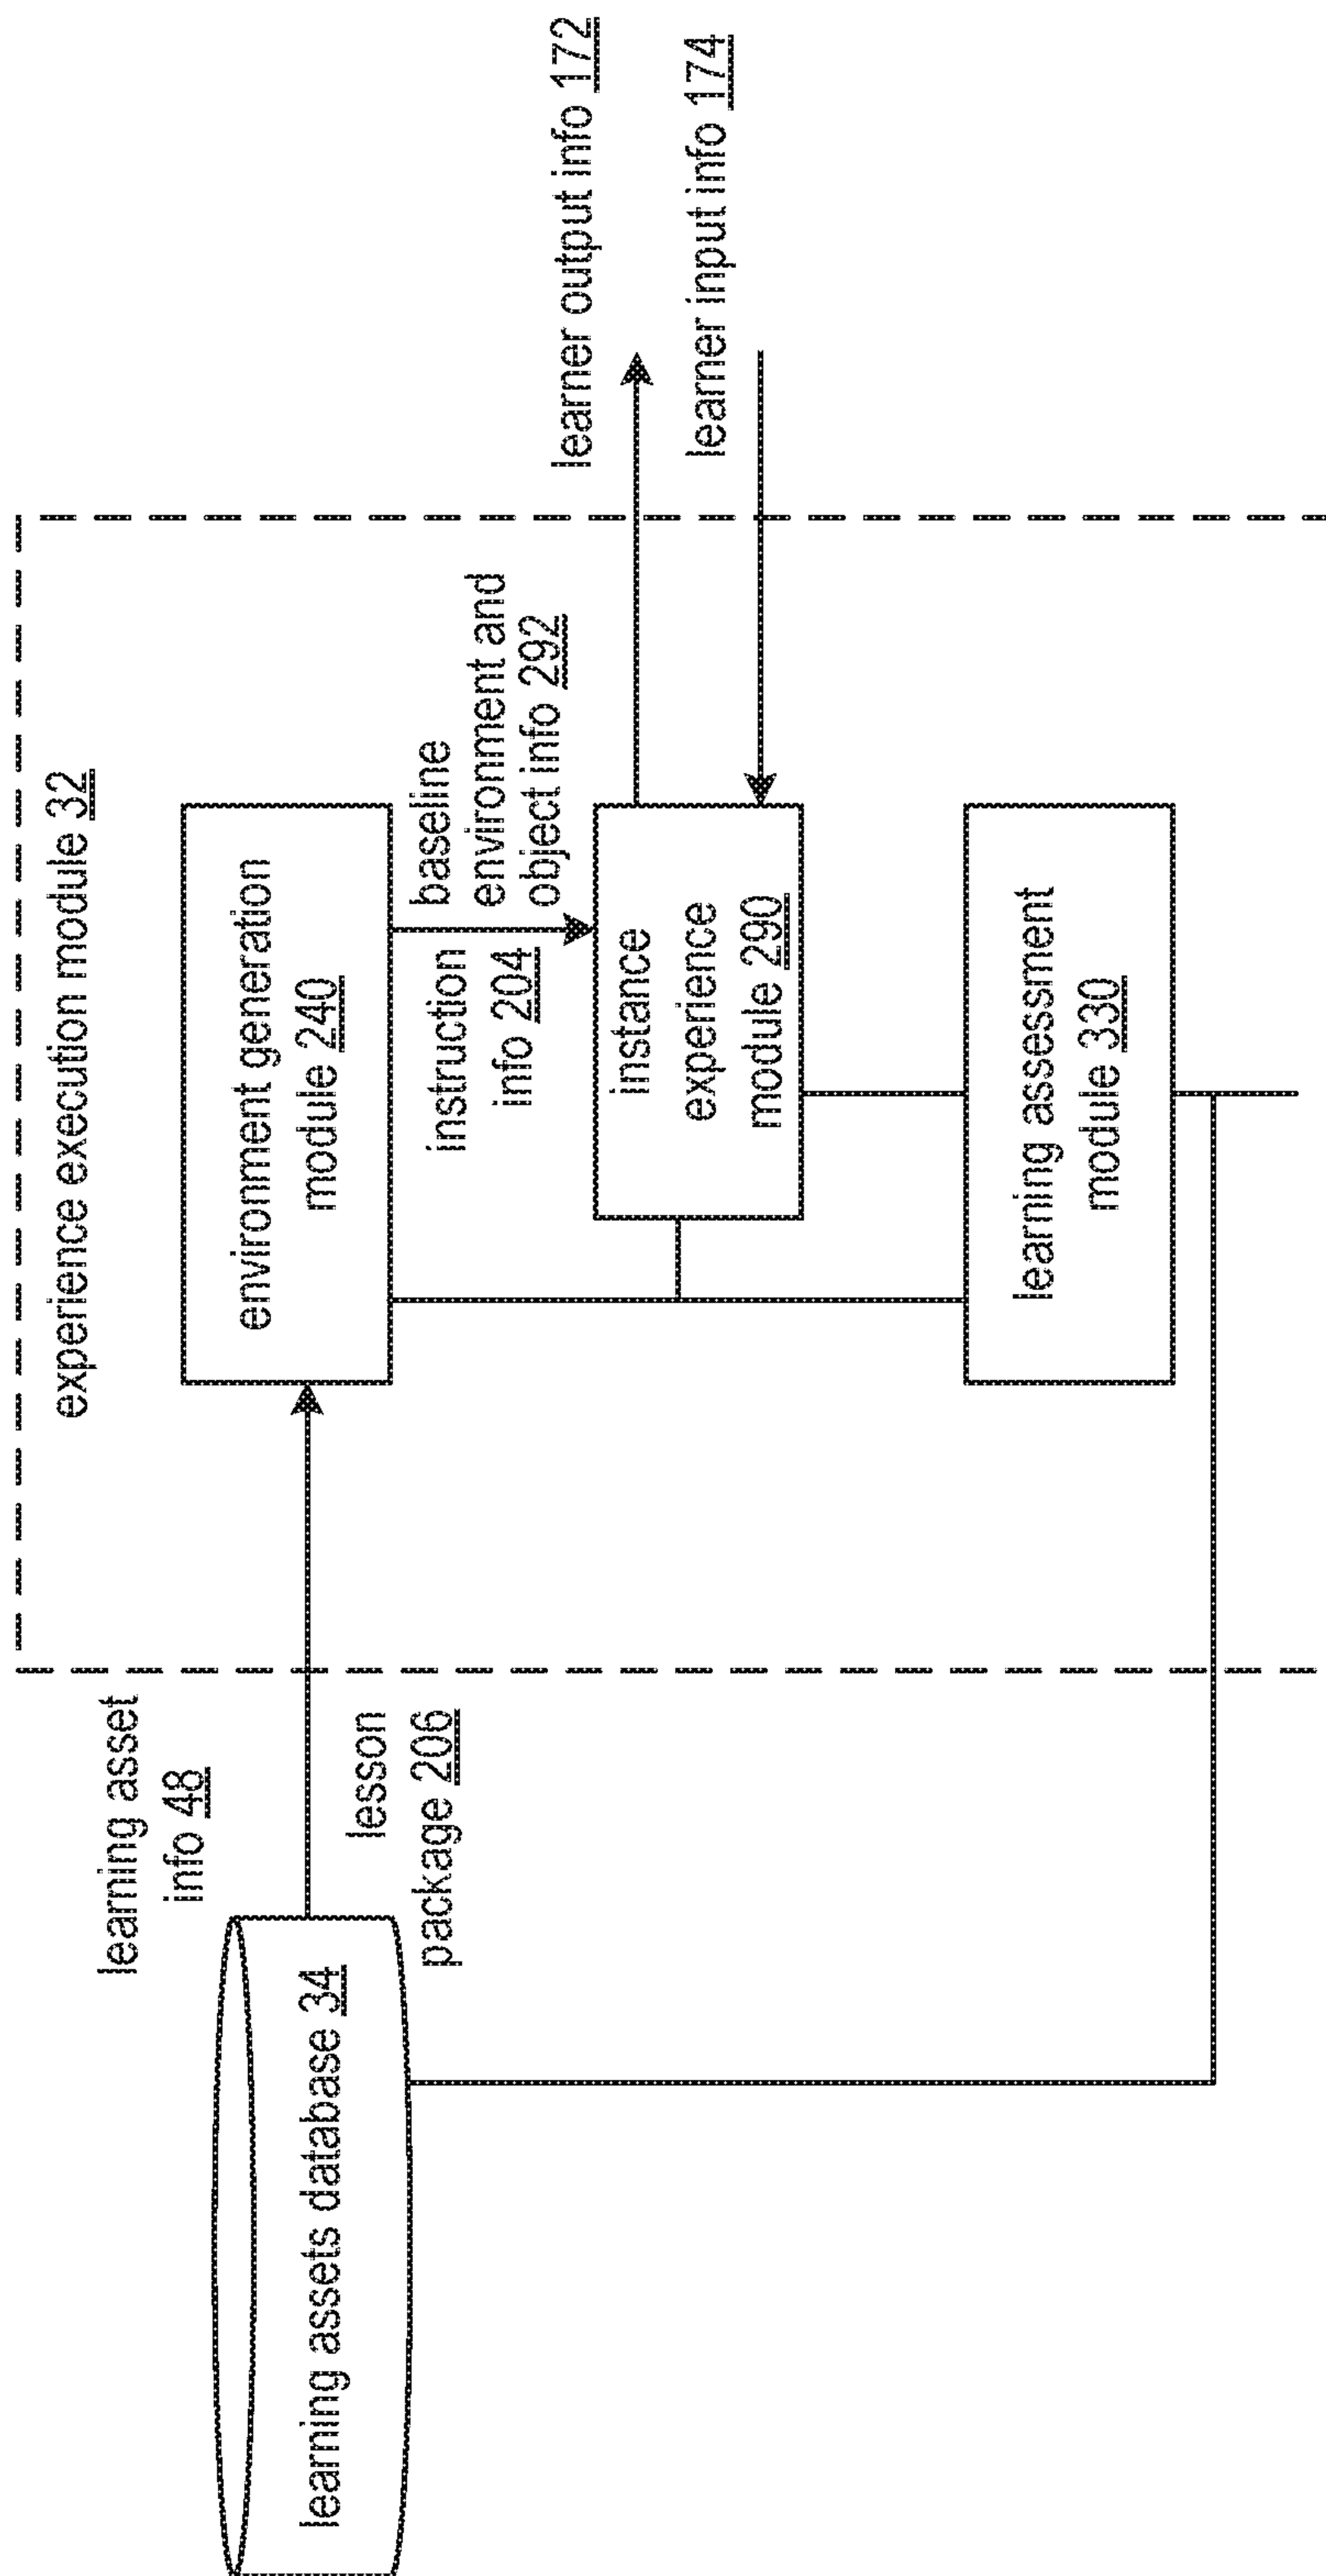 experience execution module 32
learning asset
info 48
learning assets database 34
lesson
package 206
environment generation
module 240
instruction
info 204
baseline
environment and
object info 292
instance
experience
module 290
learner output info 172
learner input info 174
learning assessment
module 330